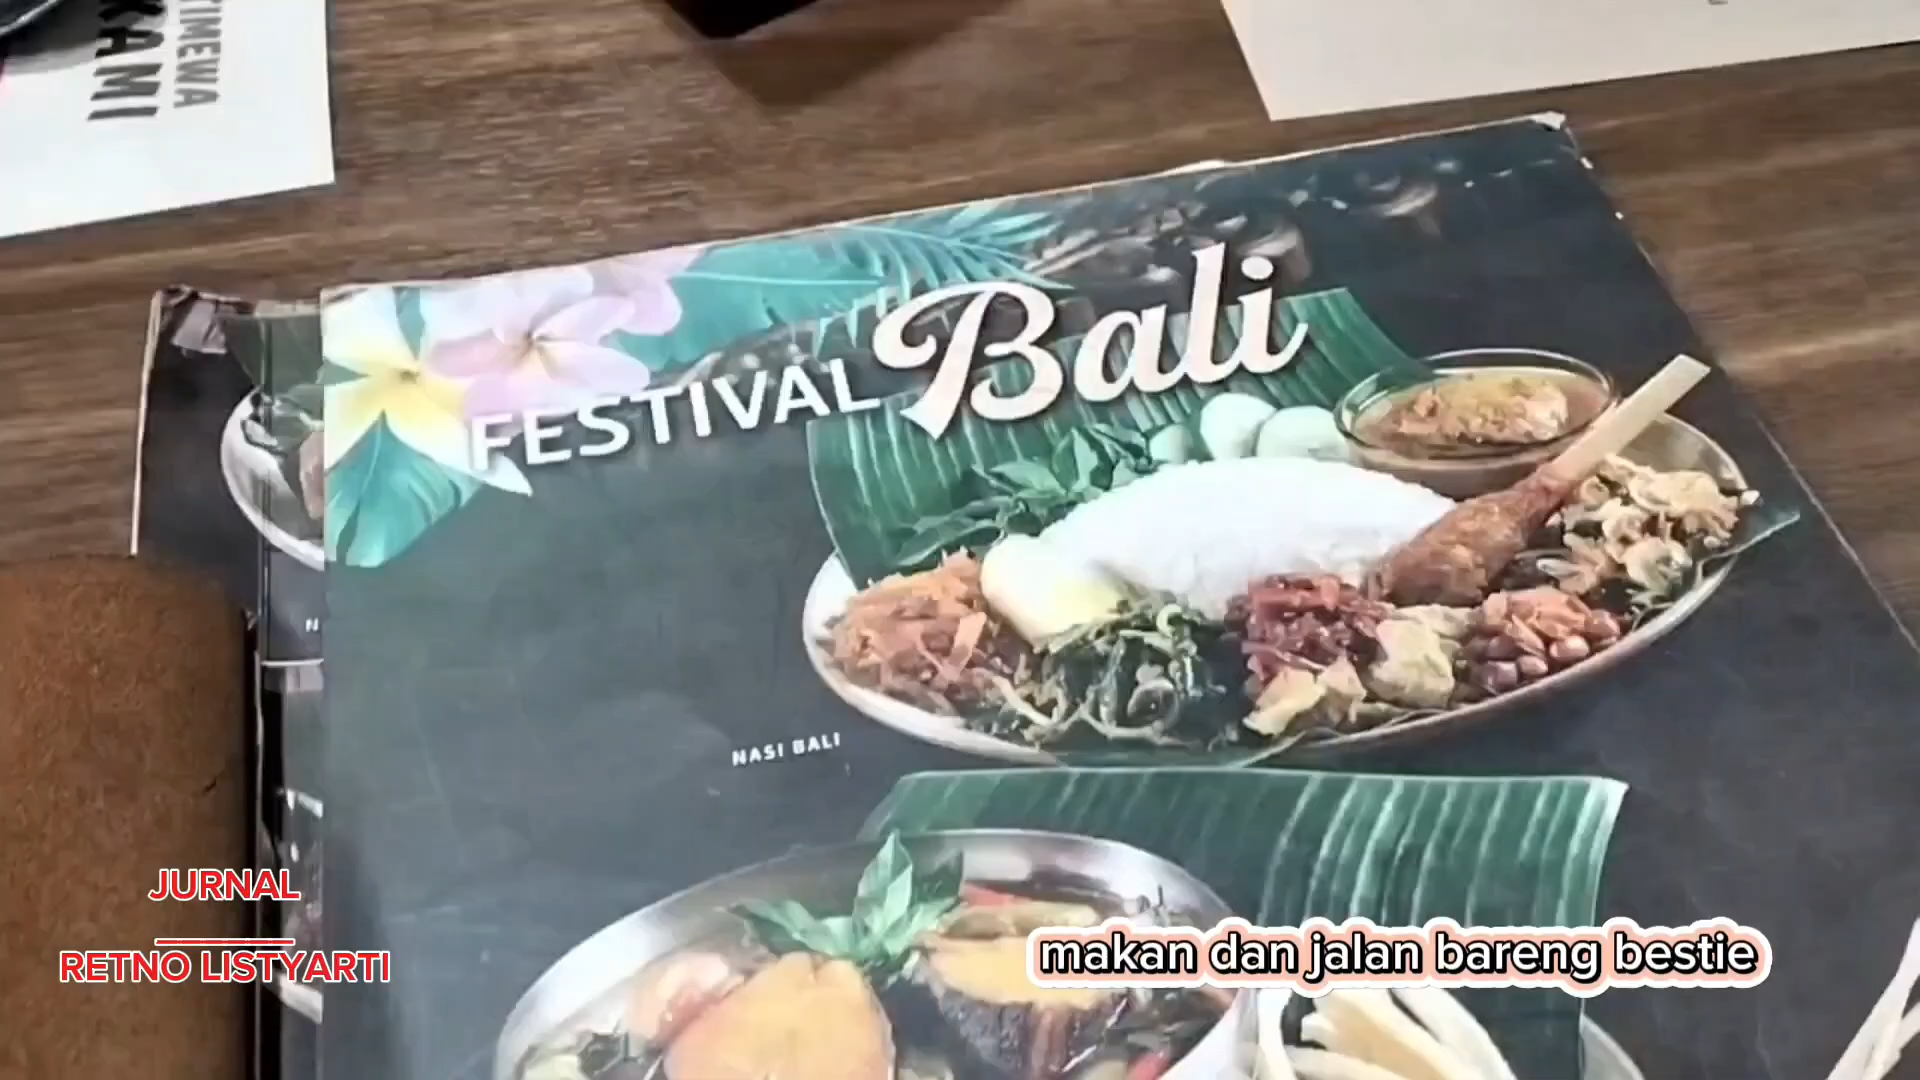 TIMEWA
KAMI
FESTIVAL Bali
N
NASI BALI
JURNAL
RETNO LISTYARTI
makan dan jalan bareng bestie